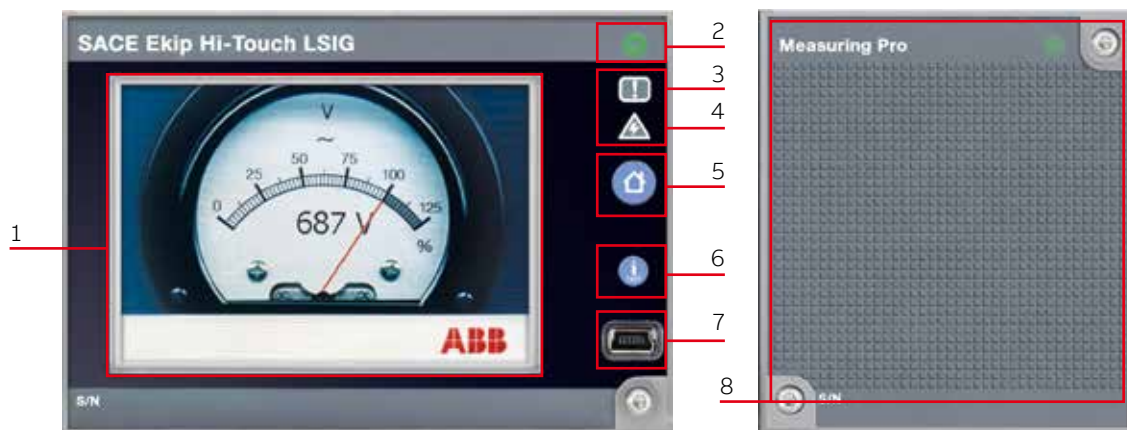 SACE Ekip Hi-Touch LSIG
V
~
0 25 50 75 100 125
687 V
%
ABB
S/N
1
2
3
4
5
6
7
Measuring Pro
8
S/N